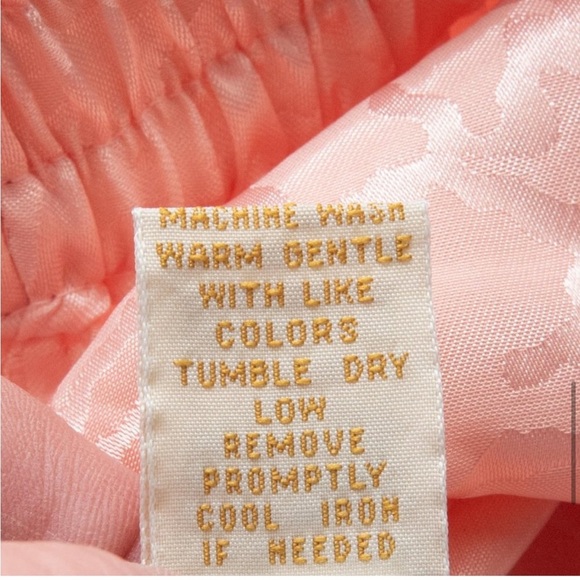 MACHINE WASH
WARM GENTLE
WITH LIKE
COLORS
TUMBLE DRY
LOW
REMOVE
PROMPTLY
COOL IRON
IF NEEDED